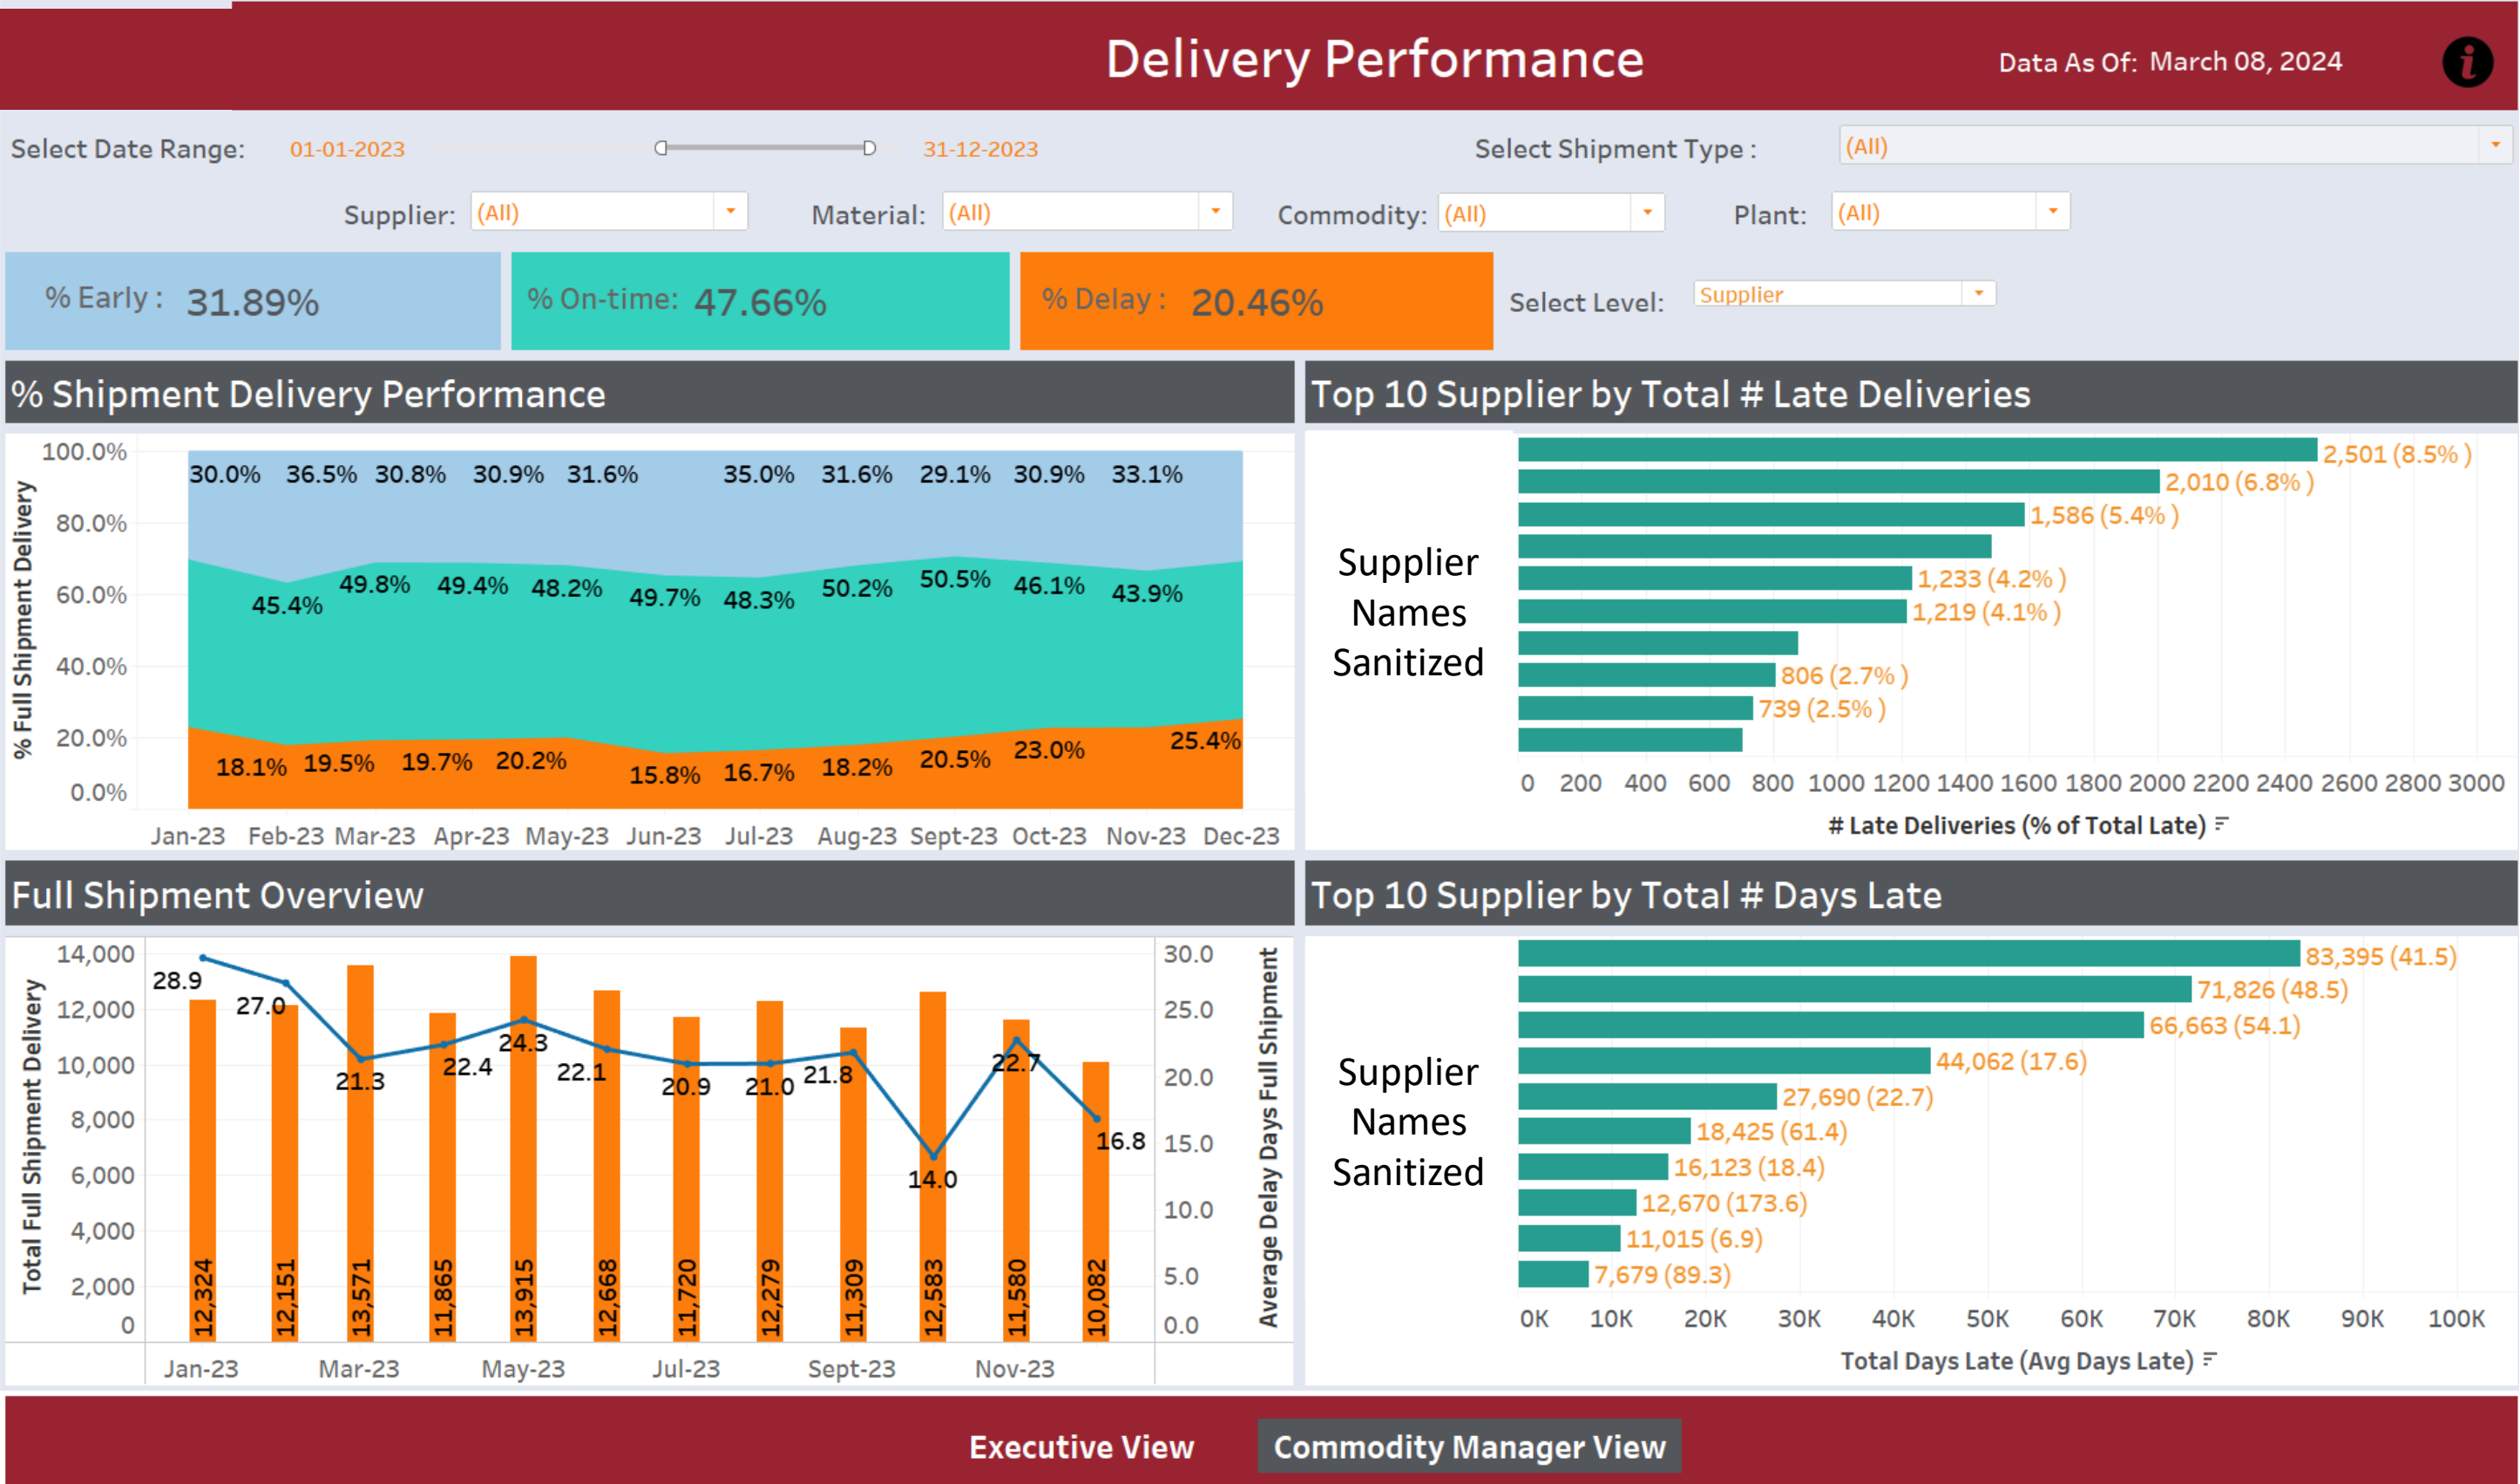 Delivery Performance
Data As Of: March 08, 2024
i
Select Date Range: 01-01-2023 31-12-2023
Select Shipment Type : (All)
Supplier: (All) Material: (All) Commodity: (All) Plant: (All)
% Early : 31.89%
% On-time: 47.66%
% Delay : 20.46%
Select Level: Supplier
% Shipment Delivery Performance
% Full Shipment Delivery
100.0%
80.0%
60.0%
40.0%
20.0%
0.0%
30.0% 36.5% 30.8% 30.9% 31.6% 35.0% 31.6% 29.1% 30.9% 33.1%
45.4% 49.8% 49.4% 48.2% 49.7% 48.3% 50.2% 50.5% 46.1% 43.9%
18.1% 19.5% 19.7% 20.2% 15.8% 16.7% 18.2% 20.5% 23.0% 25.4%
Jan-23 Feb-23 Mar-23 Apr-23 May-23 Jun-23 Jul-23 Aug-23 Sept-23 Oct-23 Nov-23 Dec-23
Top 10 Supplier by Total # Late Deliveries
Supplier
Names
Sanitized
2,501 (8.5% )
2,010 (6.8% )
1,586 (5.4% )
1,233 (4.2% )
1,219 (4.1% )
806 (2.7% )
739 (2.5% )
0 200 400 600 800 1000 1200 1400 1600 1800 2000 2200 2400 2600 2800 3000
# Late Deliveries (% of Total Late)
Full Shipment Overview
Total Full Shipment Delivery
14,000
12,000
10,000
8,000
6,000
4,000
2,000
0
28.9 27.0 21.3 22.4 24.3 22.1 20.9 21.0 21.8 14.0 22.7 16.8
12,324 12,151 13,571 11,865 13,915 12,668 11,720 12,279 11,309 12,583 11,580 10,082
30.0
25.0
20.0
15.0
10.0
5.0
0.0
Average Delay Days Full Shipment
Jan-23 Mar-23 May-23 Jul-23 Sept-23 Nov-23
Top 10 Supplier by Total # Days Late
Supplier
Names
Sanitized
83,395 (41.5)
71,826 (48.5)
66,663 (54.1)
44,062 (17.6)
27,690 (22.7)
18,425 (61.4)
16,123 (18.4)
12,670 (173.6)
11,015 (6.9)
7,679 (89.3)
0K 10K 20K 30K 40K 50K 60K 70K 80K 90K 100K
Total Days Late (Avg Days Late)
Executive View
Commodity Manager View